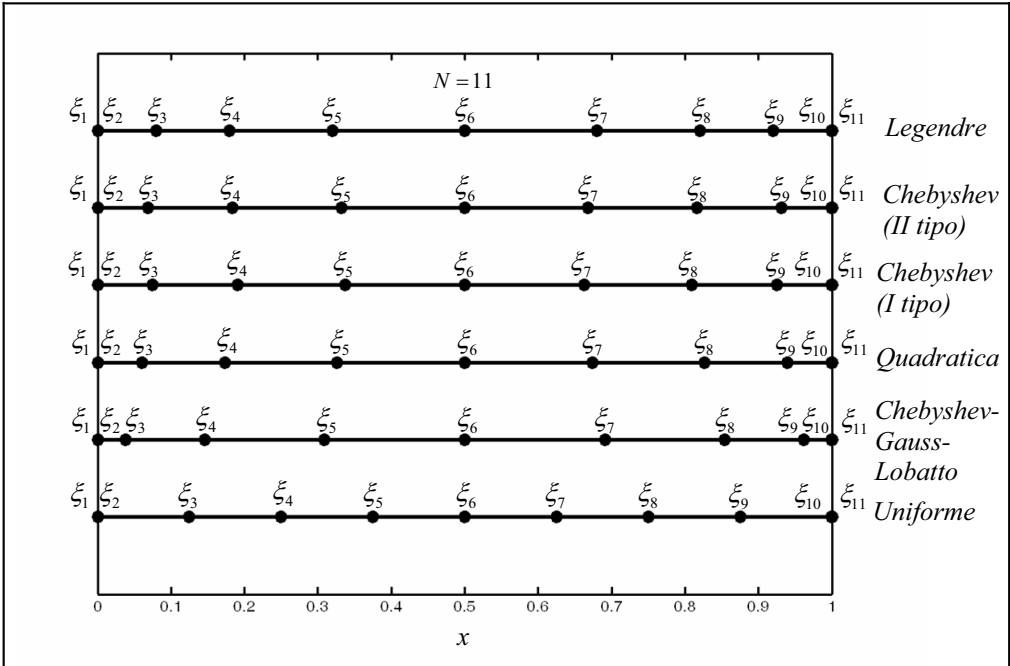 N = 11
ξ₁ ξ₂ ξ₃ ξ₄ ξ₅ ξ₆ ξ₇ ξ₈ ξ₉ ξ₁₀ ξ₁₁ Legendre
ξ₁ ξ₂ ξ₃ ξ₄ ξ₅ ξ₆ ξ₇ ξ₈ ξ₉ ξ₁₀ ξ₁₁ Chebyshev
(II tipo)
ξ₁ ξ₂ ξ₃ ξ₄ ξ₅ ξ₆ ξ₇ ξ₈ ξ₉ ξ₁₀ ξ₁₁ Chebyshev
(I tipo)
ξ₁ ξ₂ ξ₃ ξ₄ ξ₅ ξ₆ ξ₇ ξ₈ ξ₉ ξ₁₀ ξ₁₁ Quadratica
ξ₁ ξ₂ ξ₃ ξ₄ ξ₅ ξ₆ ξ₇ ξ₈ ξ₉ ξ₁₀ ξ₁₁ Chebyshev-
Gauss-
Lobatto
ξ₁ ξ₂ ξ₃ ξ₄ ξ₅ ξ₆ ξ₇ ξ₈ ξ₉ ξ₁₀ ξ₁₁ Uniforme
0 0.1 0.2 0.3 0.4 0.5 0.6 0.7 0.8 0.9 1
x